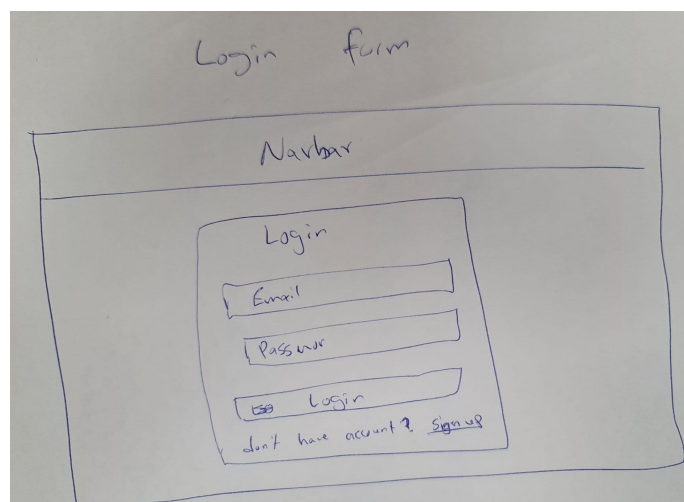 Login form
Navbar
Login
Email
Passwor
Login
don't have account? Sign up